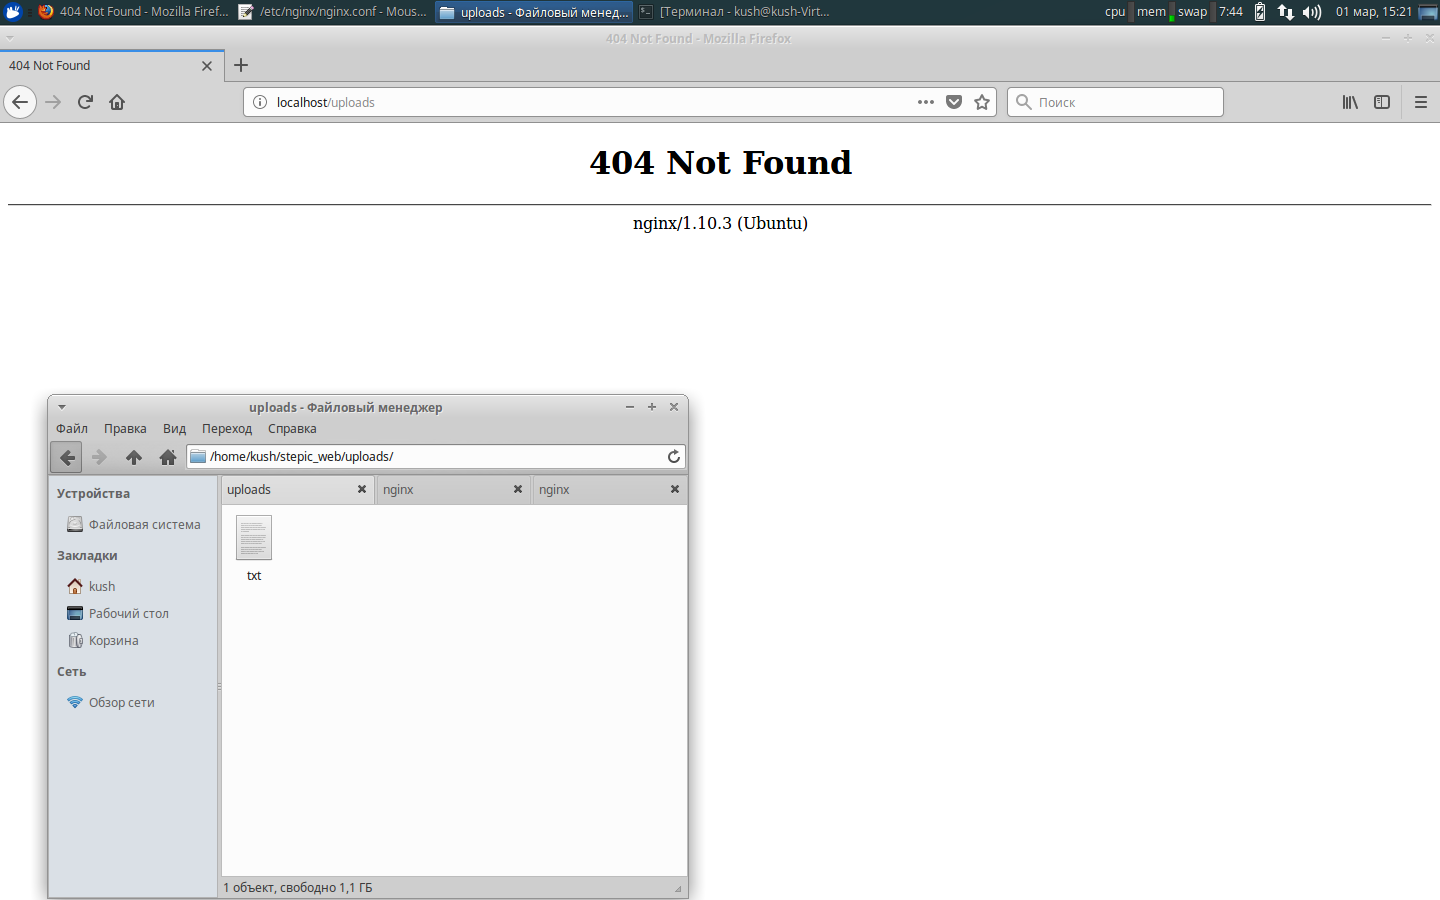 404 Not Found - Mozilla Firef...
/etc/nginx/nginx.conf - Mous...
uploads - Файловый менед...
[Терминал - kush@kush-Virt...
cpu
mem
swap
7:44
01 мар, 15:21
404 Not Found - Mozilla Firefox
404 Not Found
localhost/uploads
Поиск
404 Not Found
nginx/1.10.3 (Ubuntu)
uploads - Файловый менеджер
Файл Правка Вид Переход Справка
/home/kush/stepic_web/uploads/
Устройства
Файловая система
Закладки
kush
Рабочий стол
Корзина
Сеть
Обзор сети
uploads
nginx
nginx
txt
1 объект, свободно 1,1 ГБ